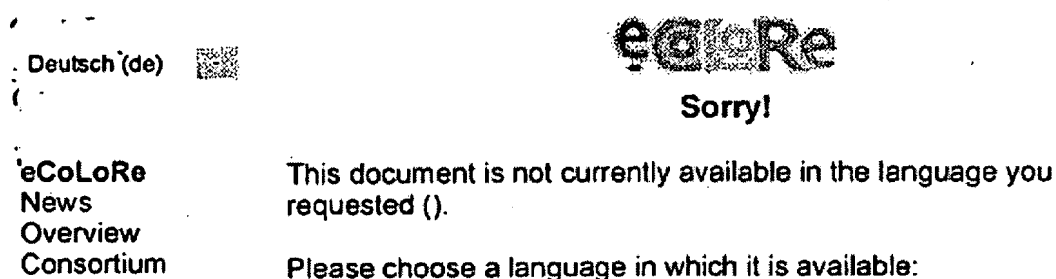 eCoLoRe
Deutsch (de)
Sorry!
eCoLoRe
News
Overview
Consortium
This document is not currently available in the language you
requested ().
Please choose a language in which it is available: